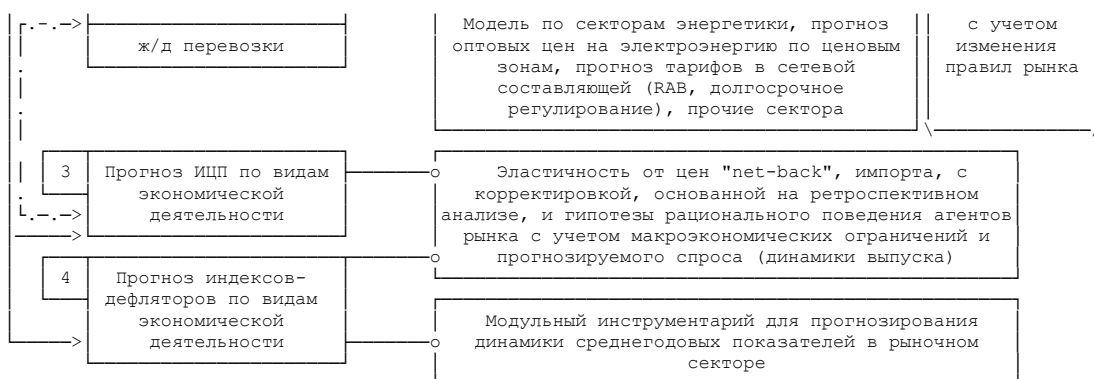 ж/д перевозки
Модель по секторам энергетики, прогноз
оптовых цен на электроэнергию по ценовым
зонам, прогноз тарифов в сетевой
составляющей (RAB, долгосрочное
регулирование), прочие сектора
с учетом
изменения
правил рынка
3
Прогноз ИЦП по видам
экономической
деятельности
Эластичность от цен "net-back", импорта, с
корректировкой, основанной на ретроспективном
анализе, и гипотезы рационального поведения агентов
рынка с учетом макроэкономических ограничений и
прогнозируемого спроса (динамики выпуска)
4
Прогноз индексов-
дефляторов по видам
экономической
деятельности
Модульный инструментарий для прогнозирования
динамики среднегодовых показателей в рыночном
секторе